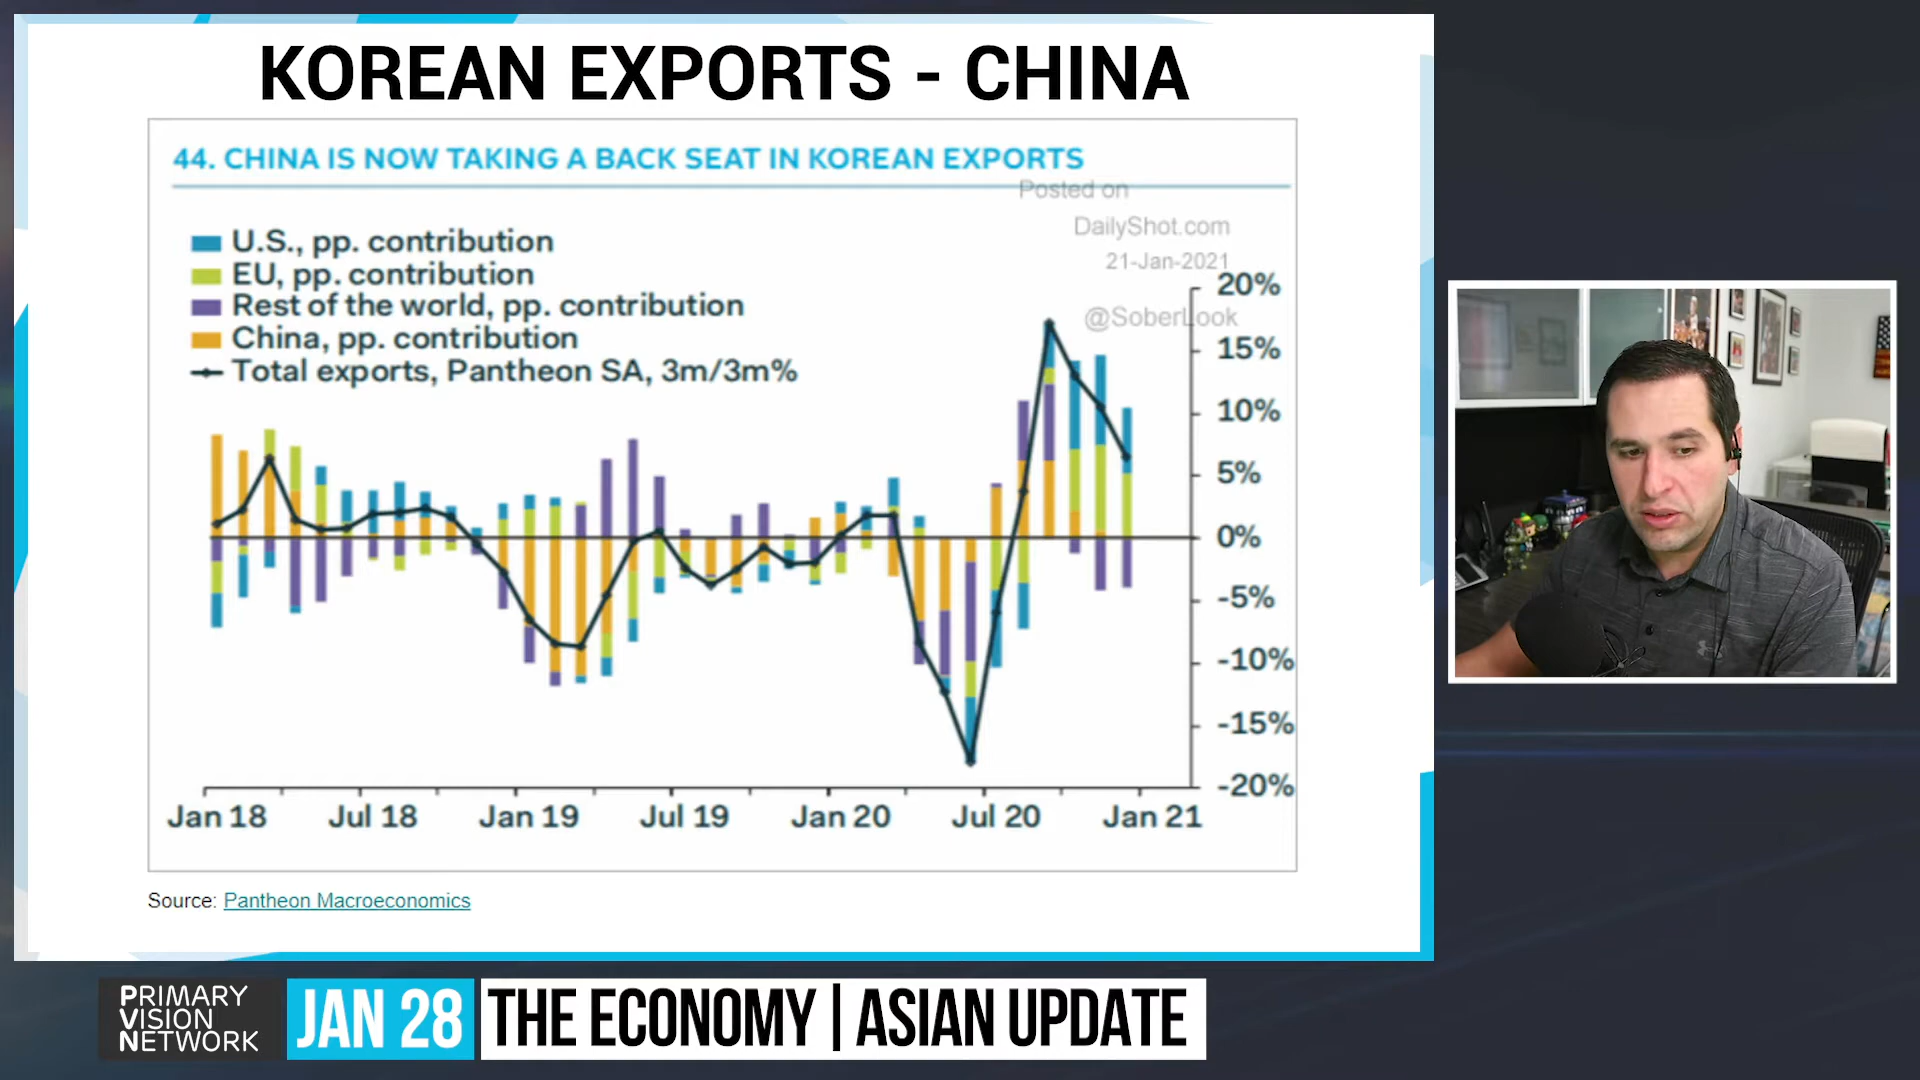 KOREAN EXPORTS - CHINA
44. CHINA IS NOW TAKING A BACK SEAT IN KOREAN EXPORTS
Posted on
DailyShot.com
21-Jan-2021
@SoberLook
U.S., pp. contribution
EU, pp. contribution
Rest of the world, pp. contribution
China, pp. contribution
Total exports, Pantheon SA, 3m/3m%
20%
15%
10%
5%
0%
-5%
-10%
-15%
-20%
Jan 18 Jul 18 Jan 19 Jul 19 Jan 20 Jul 20 Jan 21
Source: Pantheon Macroeconomics
PRIMARY
VISION
NETWORK
JAN 28
THE ECONOMY | ASIAN UPDATE